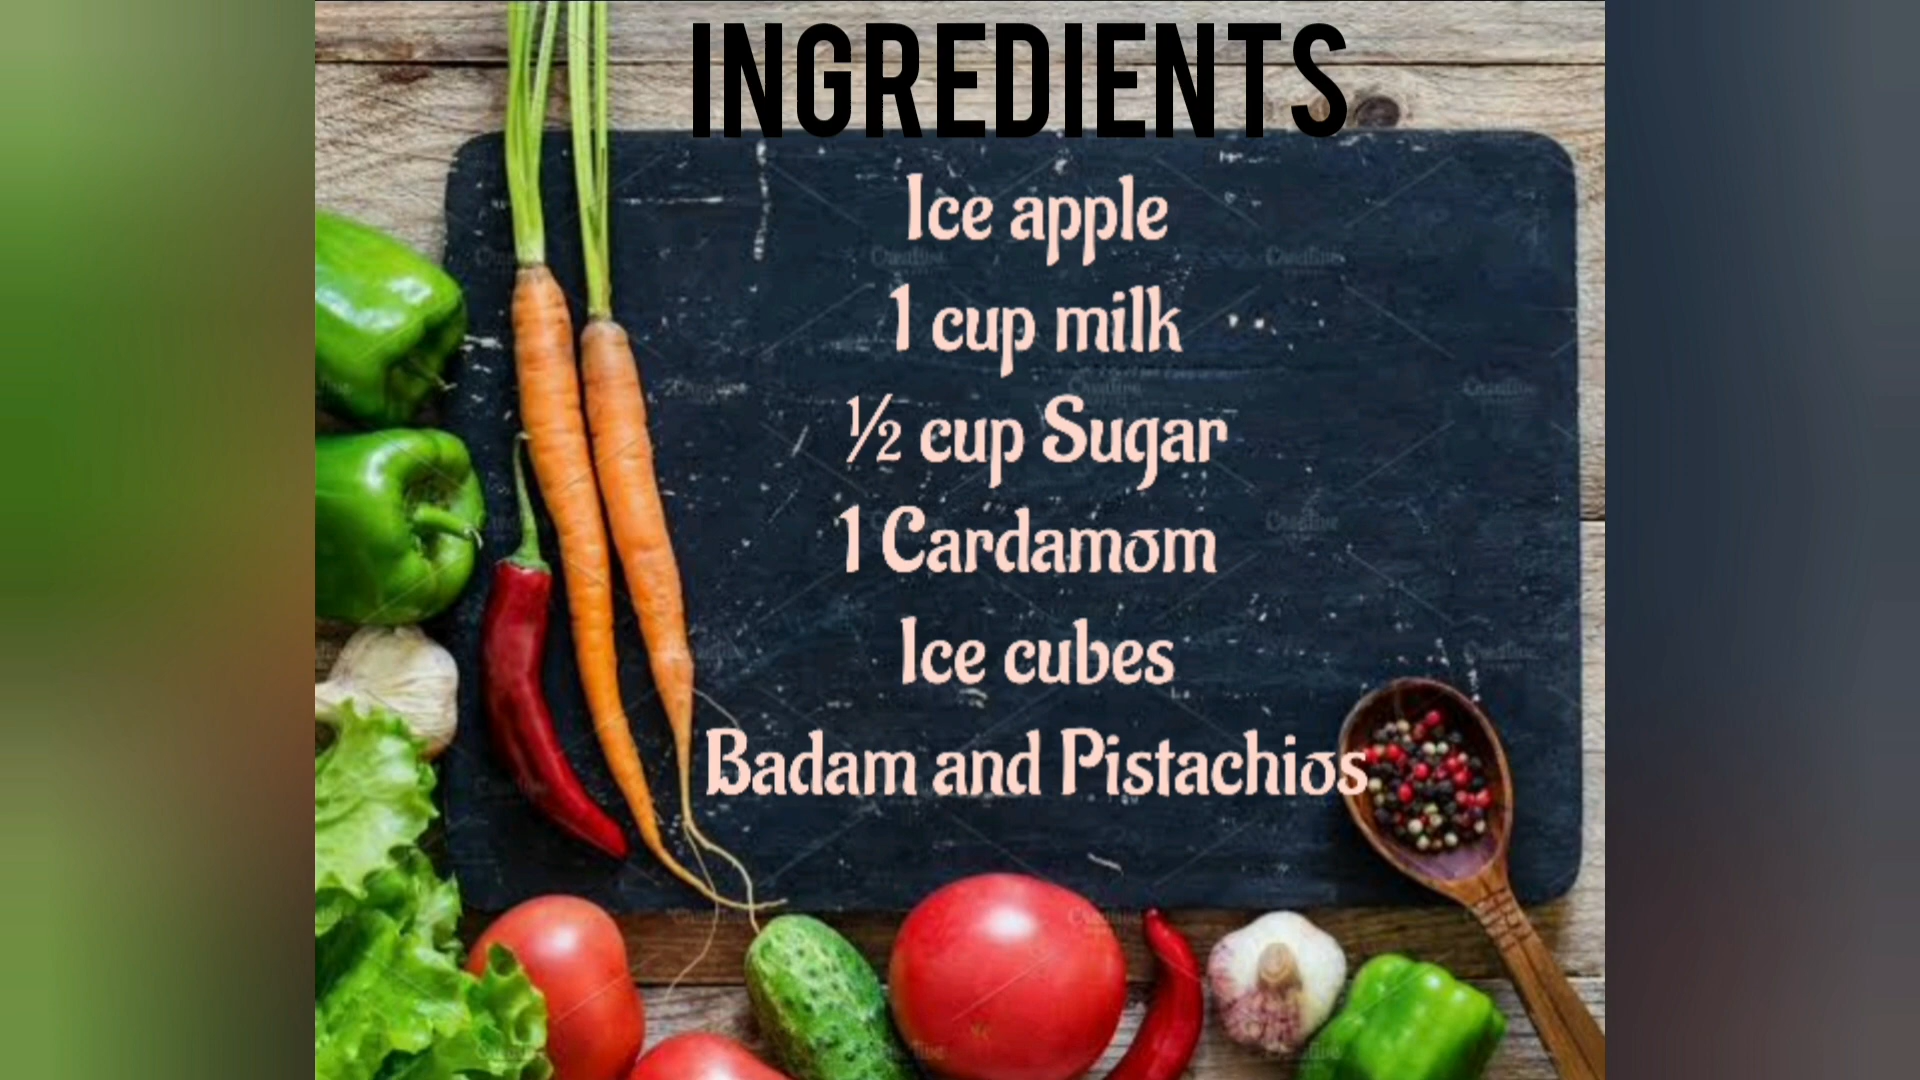 INGREDIENTS
Ice apple
1 cup milk
½ cup Sugar
1 Cardamom
Ice cubes
Badam and Pistachios